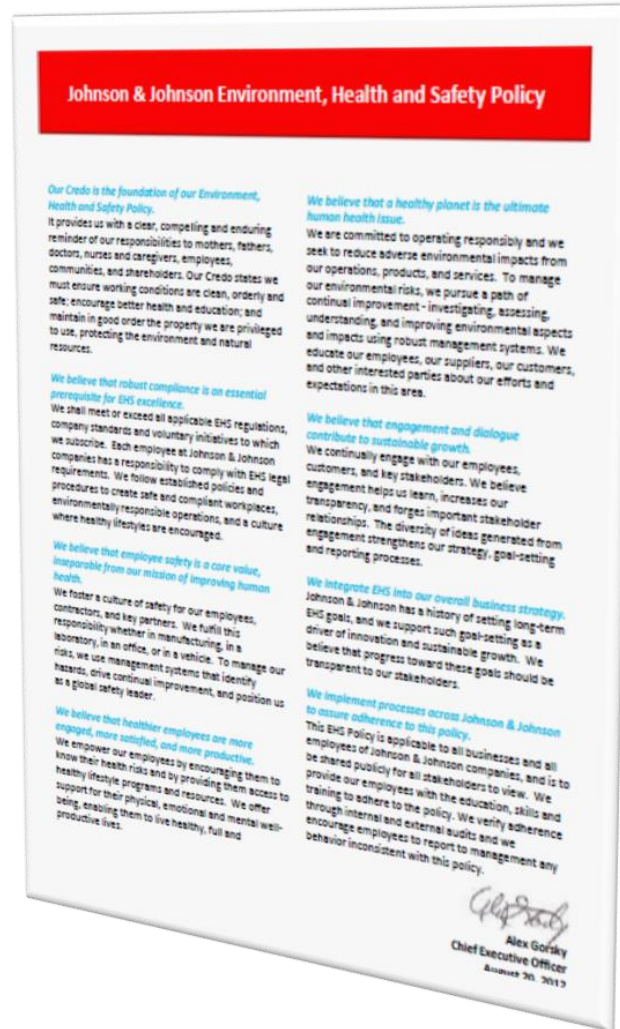 Johnson & Johnson Environment, Health and Safety Policy
Our Credo is the foundation of our Environment,
Health and Safety Policy.
It provides us with a clear, compelling and enduring
reminder of our responsibilities to mothers, fathers,
doctors, nurses and caregivers, employees,
communities, and shareholders. Our Credo states we
must ensure working conditions are clean, orderly and
safe; encourage better health and education; and
maintain in good order the property we are privileged
to use, protecting the environment and natural
resources.
We believe that robust compliance is an essential
prerequisite for EHS excellence.
We shall meet or exceed all applicable EHS regulations,
company standards and voluntary initiatives to which
we subscribe. Each employee at Johnson & Johnson
companies has a responsibility to comply with EHS legal
requirements. We follow established policies and
procedures to create safe and compliant workplaces,
environmentally responsible operations, and a culture
where healthy lifestyles are encouraged.
We believe that employee safety is a core value,
inseparable from our mission of improving human
health.
We foster a culture of safety for our employees,
contractors, and key partners. We fulfill this
responsibility whether in manufacturing, in a
laboratory, in an office, or in a vehicle. To manage our
risks, we use management systems that identify
hazards, drive continual improvement, and position us
as a global safety leader.
We believe that healthier employees are more
engaged, more satisfied, and more productive.
We empower our employees by encouraging them to
know their health risks and by providing them access to
healthy lifestyle programs and resources. We offer
support for their physical, emotional and mental well-
being, enabling them to live healthy, full and
productive lives.
We believe that a healthy planet is the ultimate
human health issue.
We are committed to operating responsibly and we
seek to reduce adverse environmental impacts from
our operations, products, and services. To manage
our environmental risks, we pursue a path of
continual improvement - investigating, assessing,
understanding, and improving environmental aspects
and impacts using robust management systems. We
educate our employees, our suppliers, our customers,
and other interested parties about our efforts and
expectations in this area.
We believe that engagement and dialogue
contribute to sustainable growth.
We continually engage with our employees,
customers, and key stakeholders. We believe
engagement helps us learn, increases our
transparency, and forges important stakeholder
relationships. The diversity of ideas generated from
engagement strengthens our strategy, goal-setting
and reporting processes.
We integrate EHS into our overall business strategy.
Johnson & Johnson has a history of setting long-term
EHS goals, and we support such goal-setting as a
driver of innovation and sustainable growth. We
believe that progress toward these goals should be
transparent to our stakeholders.
We implement processes across Johnson & Johnson
to assure adherence to this policy.
This EHS Policy is applicable to all businesses and all
employees of Johnson & Johnson companies, and is to
be shared publicly for all stakeholders to view. We
provide our employees with the education, skills and
training to adhere to the policy. We verify adherence
through internal and external audits and we
encourage employees to report to management any
behavior inconsistent with this policy.
Alex Gorsky
Chief Executive Officer
August 20, 2012